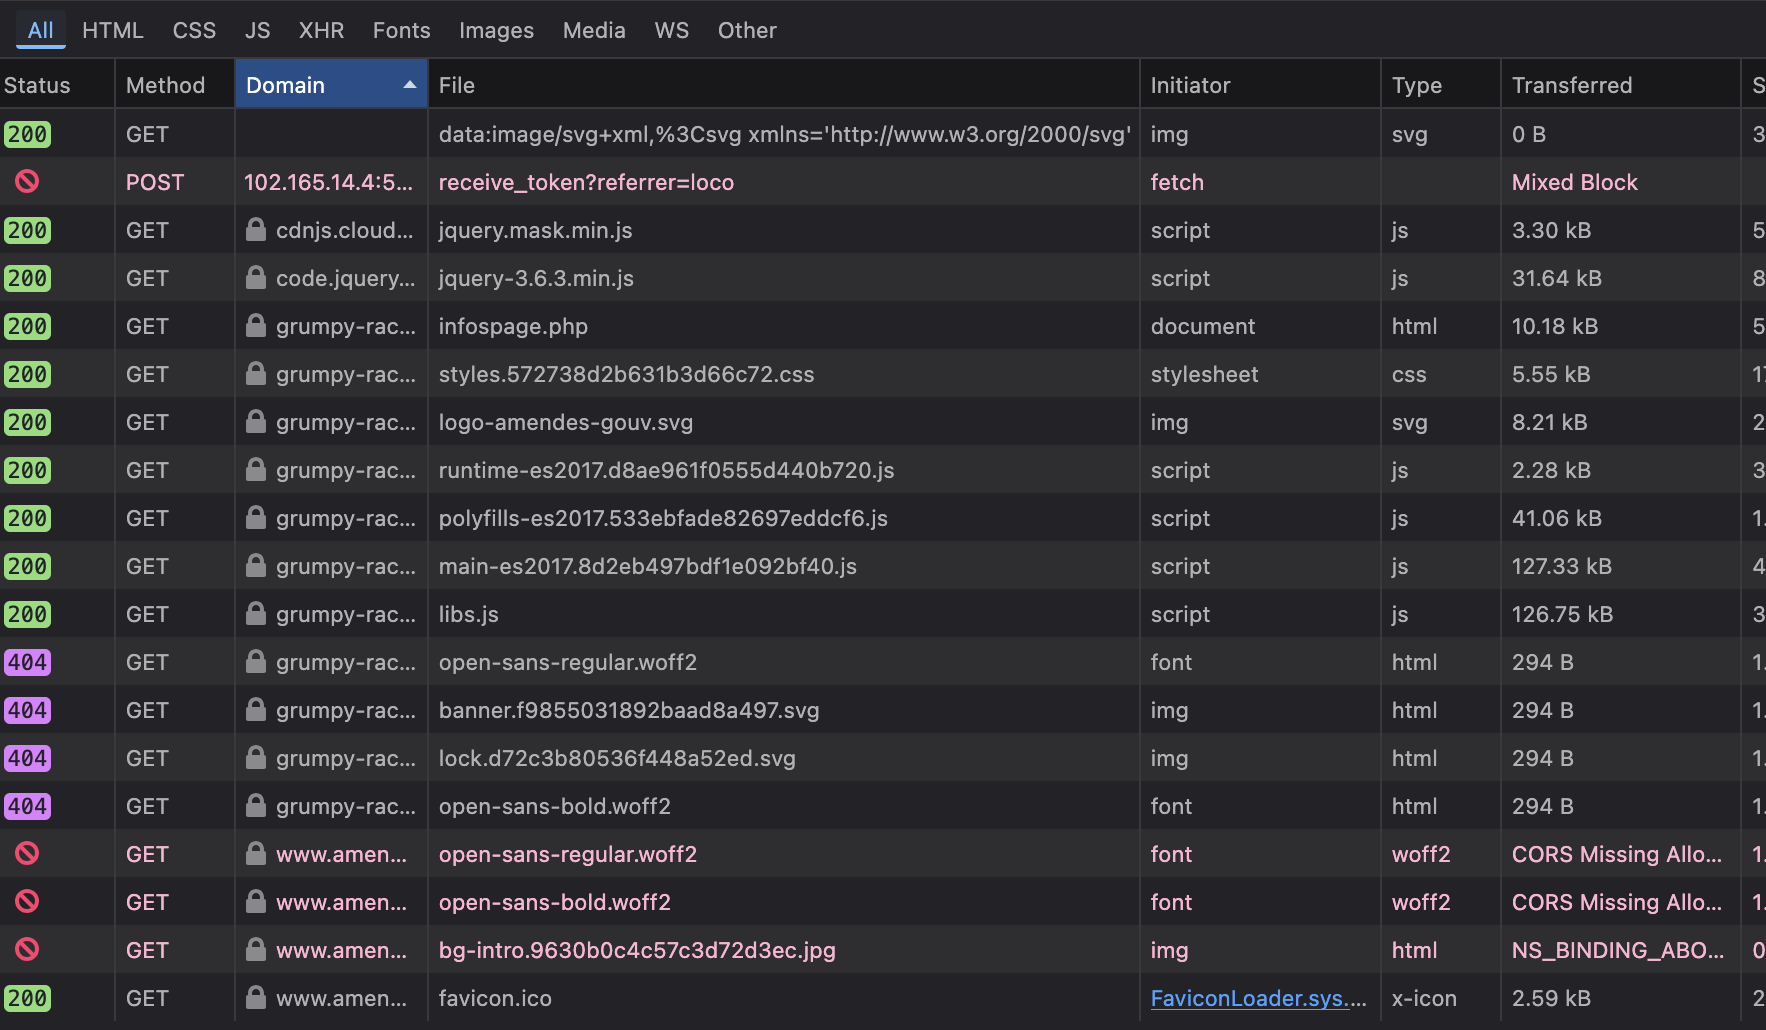 All HTML CSS JS XHR Fonts Images Media WS Other
Status Method Domain File Initiator Type Transferred S
200 GET data:image/svg+xml,%3Csvg xmlns='http://www.w3.org/2000/svg' img svg 0 B 3
POST 102.165.14.4:5... receive_token?referrer=loco fetch Mixed Block
200 GET cdnjs.cloud... jquery.mask.min.js script js 3.30 kB 5
200 GET code.jquery... jquery-3.6.3.min.js script js 31.64 kB 8
200 GET grumpy-rac... infospage.php document html 10.18 kB 5
200 GET grumpy-rac... styles.572738d2b631b3d66c72.css stylesheet css 5.55 kB 17
200 GET grumpy-rac... logo-amendes-gouv.svg img svg 8.21 kB 2
200 GET grumpy-rac... runtime-es2017.d8ae961f0555d440b720.js script js 2.28 kB 3
200 GET grumpy-rac... polyfills-es2017.533ebfade82697eddcf6.js script js 41.06 kB 1.
200 GET grumpy-rac... main-es2017.8d2eb497bdf1e092bf40.js script js 127.33 kB 4
200 GET grumpy-rac... libs.js script js 126.75 kB 3
404 GET grumpy-rac... open-sans-regular.woff2 font html 294 B 1.
404 GET grumpy-rac... banner.f9855031892baad8a497.svg img html 294 B 1.
404 GET grumpy-rac... lock.d72c3b80536f448a52ed.svg img html 294 B 1.
404 GET grumpy-rac... open-sans-bold.woff2 font html 294 B 1.
GET www.amen... open-sans-regular.woff2 font woff2 CORS Missing Allo... 1.
GET www.amen... open-sans-bold.woff2 font woff2 CORS Missing Allo... 1.
GET www.amen... bg-intro.9630b0c4c57c3d72d3ec.jpg img html NS_BINDING_ABO... 0
200 GET www.amen... favicon.ico FaviconLoader.sys.... x-icon 2.59 kB 2